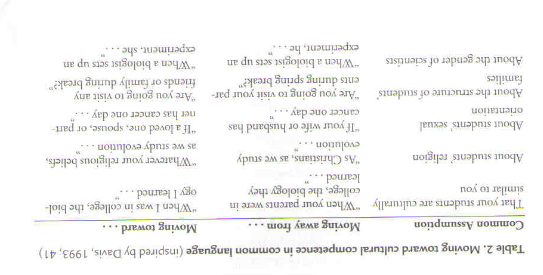 Table 2. Moving toward cultural competence in common language (inspired by Davis, 1993, 41)
Common Assumption Moving away from . . . Moving toward . . .
That your students are culturally "When your parents were in "When I was in college, the biol-
similar to you college, the biology they ogy I learned . . ."
learned . . ."
About students' religion "As Christians, as we study "Whatever your religious beliefs,
evolution . . ." as we study evolution . . ."
About students' sexual "If your wife or husband has "If a loved one, spouse, or part-
orientation cancer one day . . ." ner has cancer one day . . ."
About the structure of students' "Are you going to visit your par- "Are you going to visit any
families ents during spring break?" friends or family during break?"
About the gender of scientists "When a biologist sets up an "When a biologist sets up an
experiment, he . . ." experiment, she . . ."